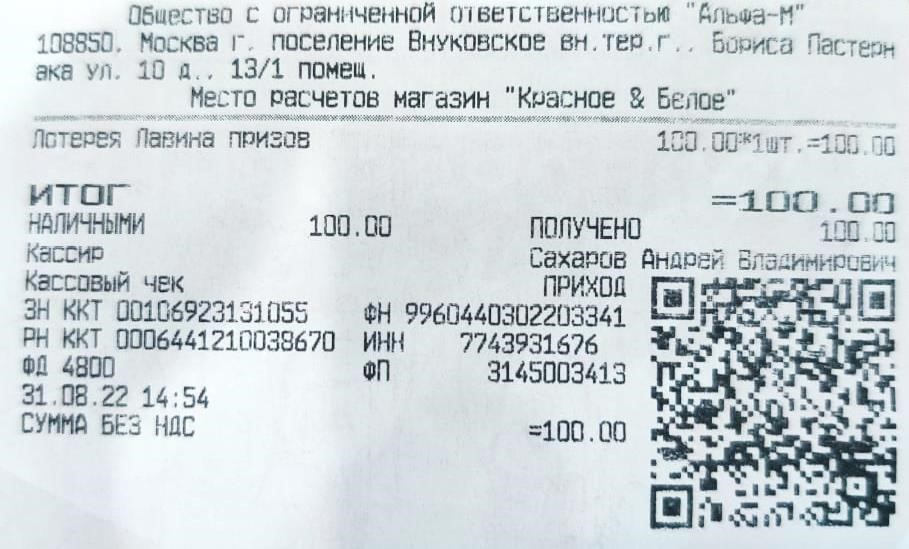 Общество с ограниченной ответственностью "Альфа-М"
108850, Москва г. поселение Внуковское вн.тер.г., Бориса Пастерн
ака ул. 10 д., 13/1 помещ.
Место расчетов магазин "Красное & Белое"
Лотерея Лавина призов 100.00*1шт.=100.00
ИТОГ =100.00
НАЛИЧНЫМИ 100.00 ПОЛУЧЕНО 100.00
Кассир Сахаров Андрей Владимирович
Кассовый чек ПРИХОД
ЗН ККТ 00106923131055 ФН 9960440302203341
РН ККТ 0006441210038670 ИНН 7743931676
ФД 4800 ФП 3145003413
31.08.22 14:54
СУММА БЕЗ НДС =100.00